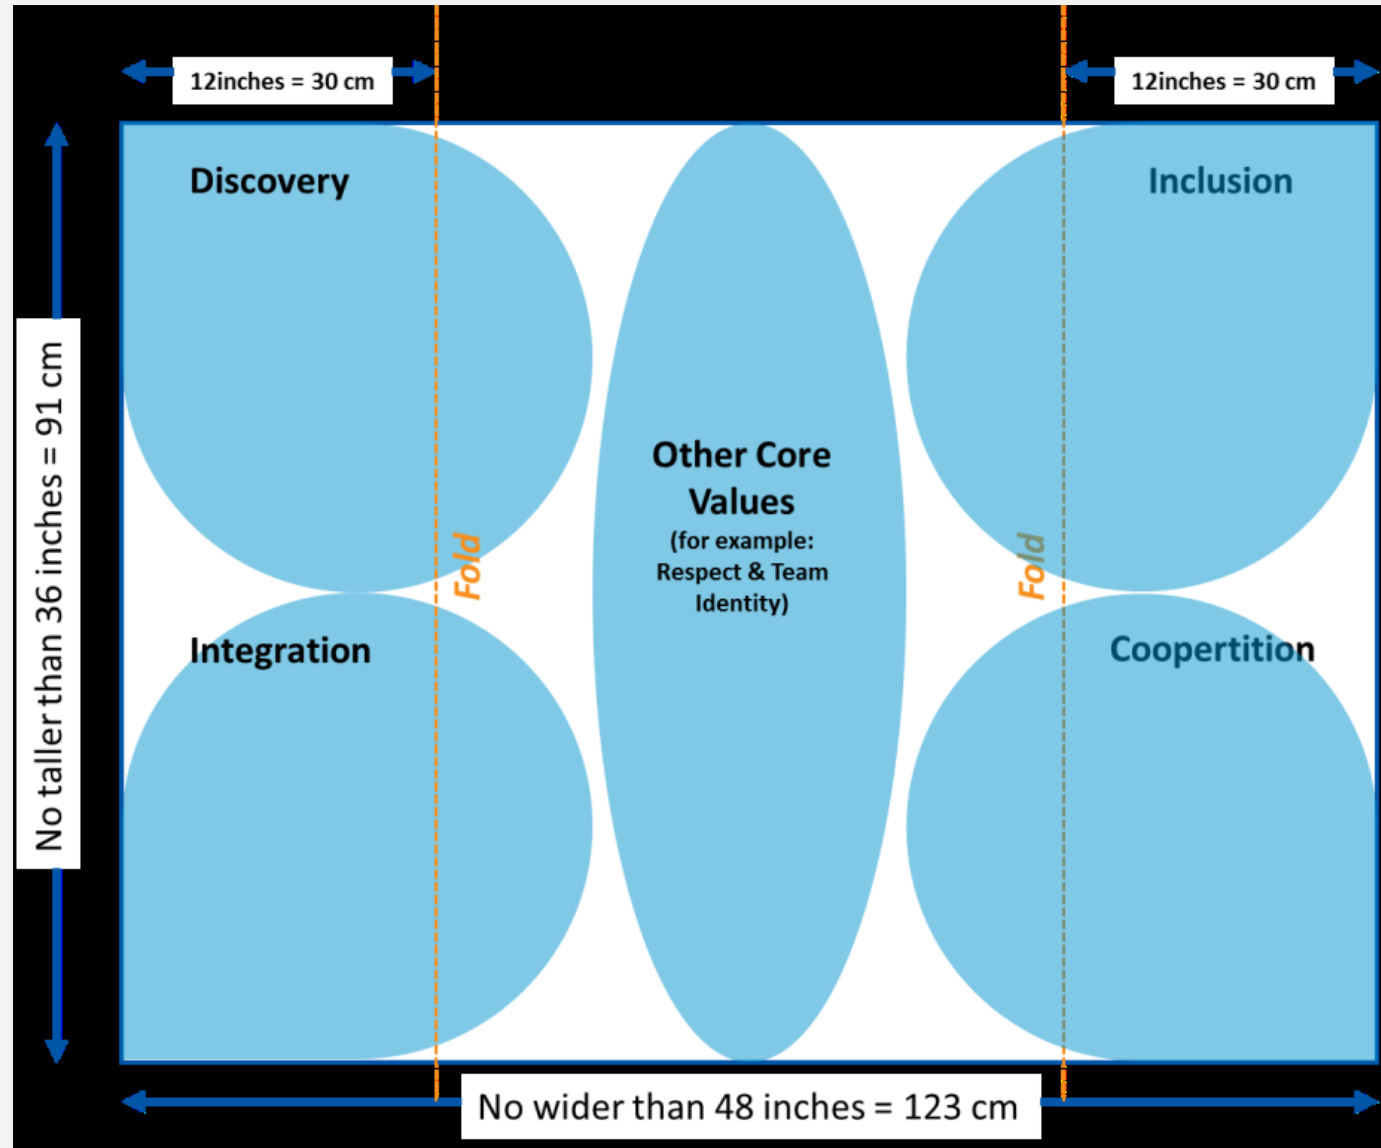 12inches = 30 cm
12inches = 30 cm
Discovery
Inclusion
No taller than 36 inches = 91 cm
Other Core
Values
(for example:
Respect & Team
Identity)
Fold
Fold
Integration
Coopertition
No wider than 48 inches = 123 cm